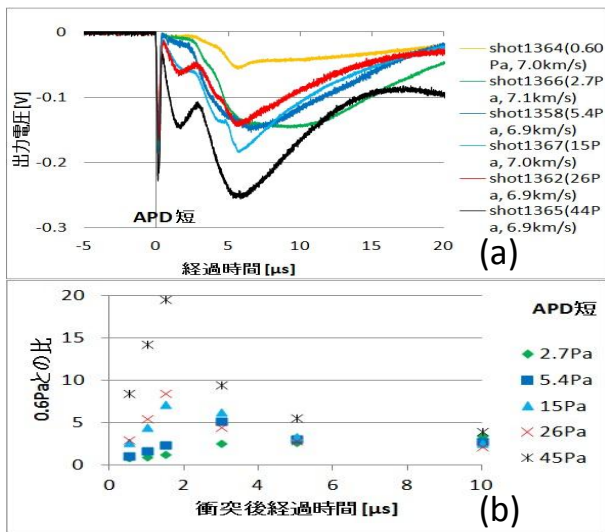 0
-0.1
-0.2
-0.3
出力電圧[V]
APD 短
-5
0
5
10
15
20
経過時間 [μs]
shot1364(0.60
Pa, 7.0km/s)
shot1366(2.7P
a, 7.1km/s)
shot1358(5.4P
a, 6.9km/s)
shot1367(15P
a, 7.0km/s)
shot1362(26P
a, 6.9km/s)
shot1365(44P
a, 6.9km/s)
(a)
20
15
10
5
0
0.6Paとの比
0
2
4
6
8
10
衝突後経過時間 [μs]
APD短
2.7Pa
5.4Pa
15Pa
26Pa
45Pa
(b)